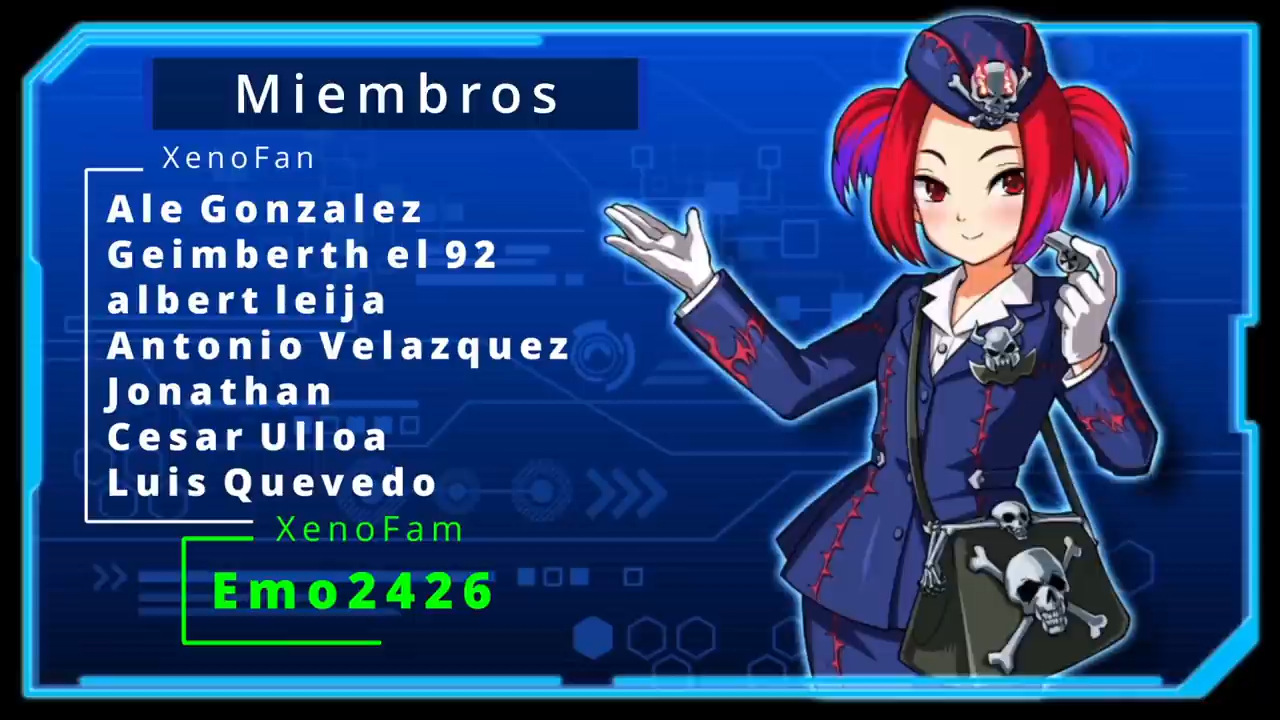 Miembros
XenoFan
Ale Gonzalez
Geimberth el 92
albert leija
Antonio Velazquez
Jonathan
Cesar Ulloa
Luis Quevedo
XenoFam
Emo2426